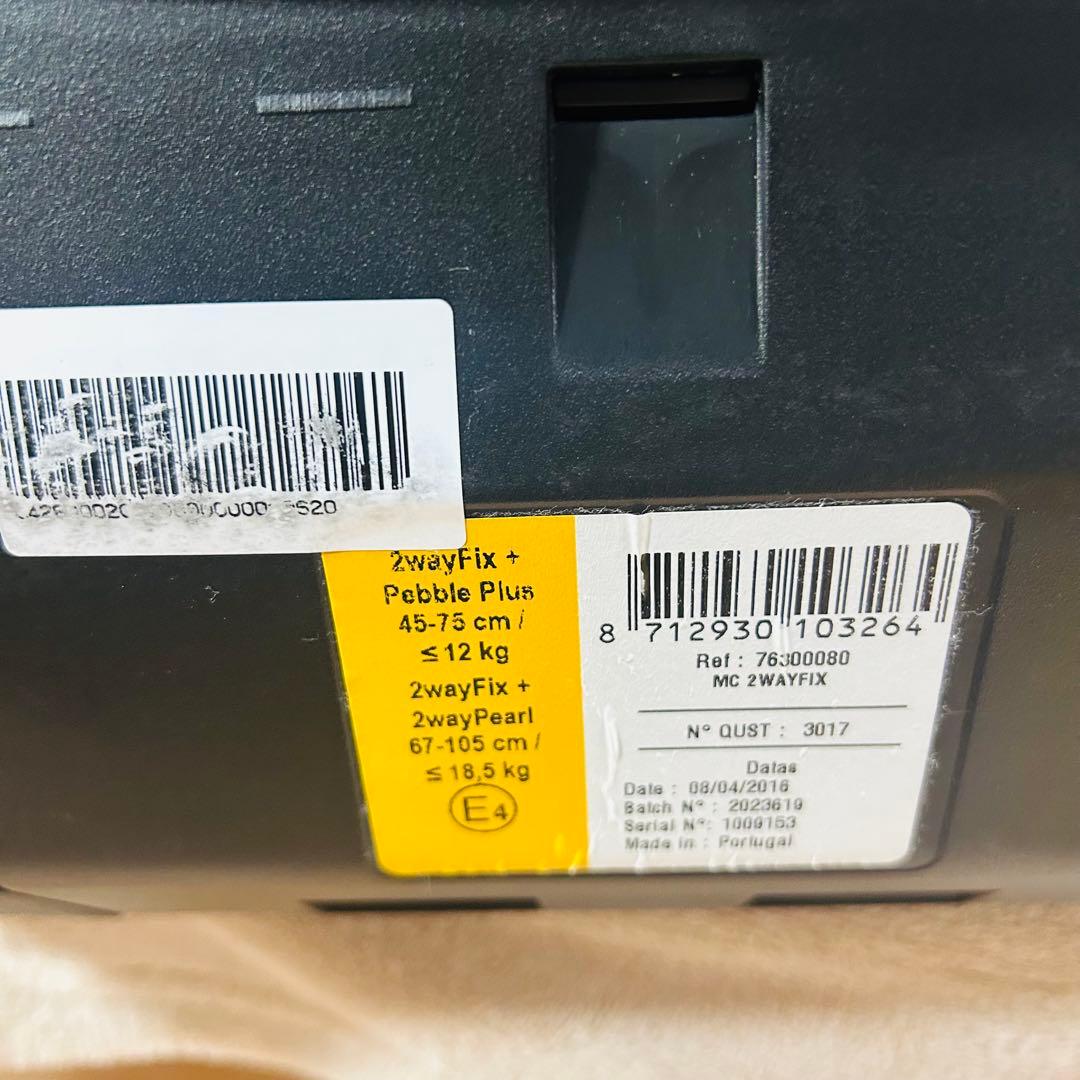 2wayFix +
Pebble Plus
45-75 cm /
≤ 12 kg
2wayFix +
2wayPearl
67-105 cm /
≤ 18,5 kg
E4
8 712930 103264
Ref : 76300080
MC 2WAYFIX
N° QUST : 3017
Datas
Date : 08/04/2016
Batch N° : 2023619
Serial N°: 1009153
Made in : Portugal